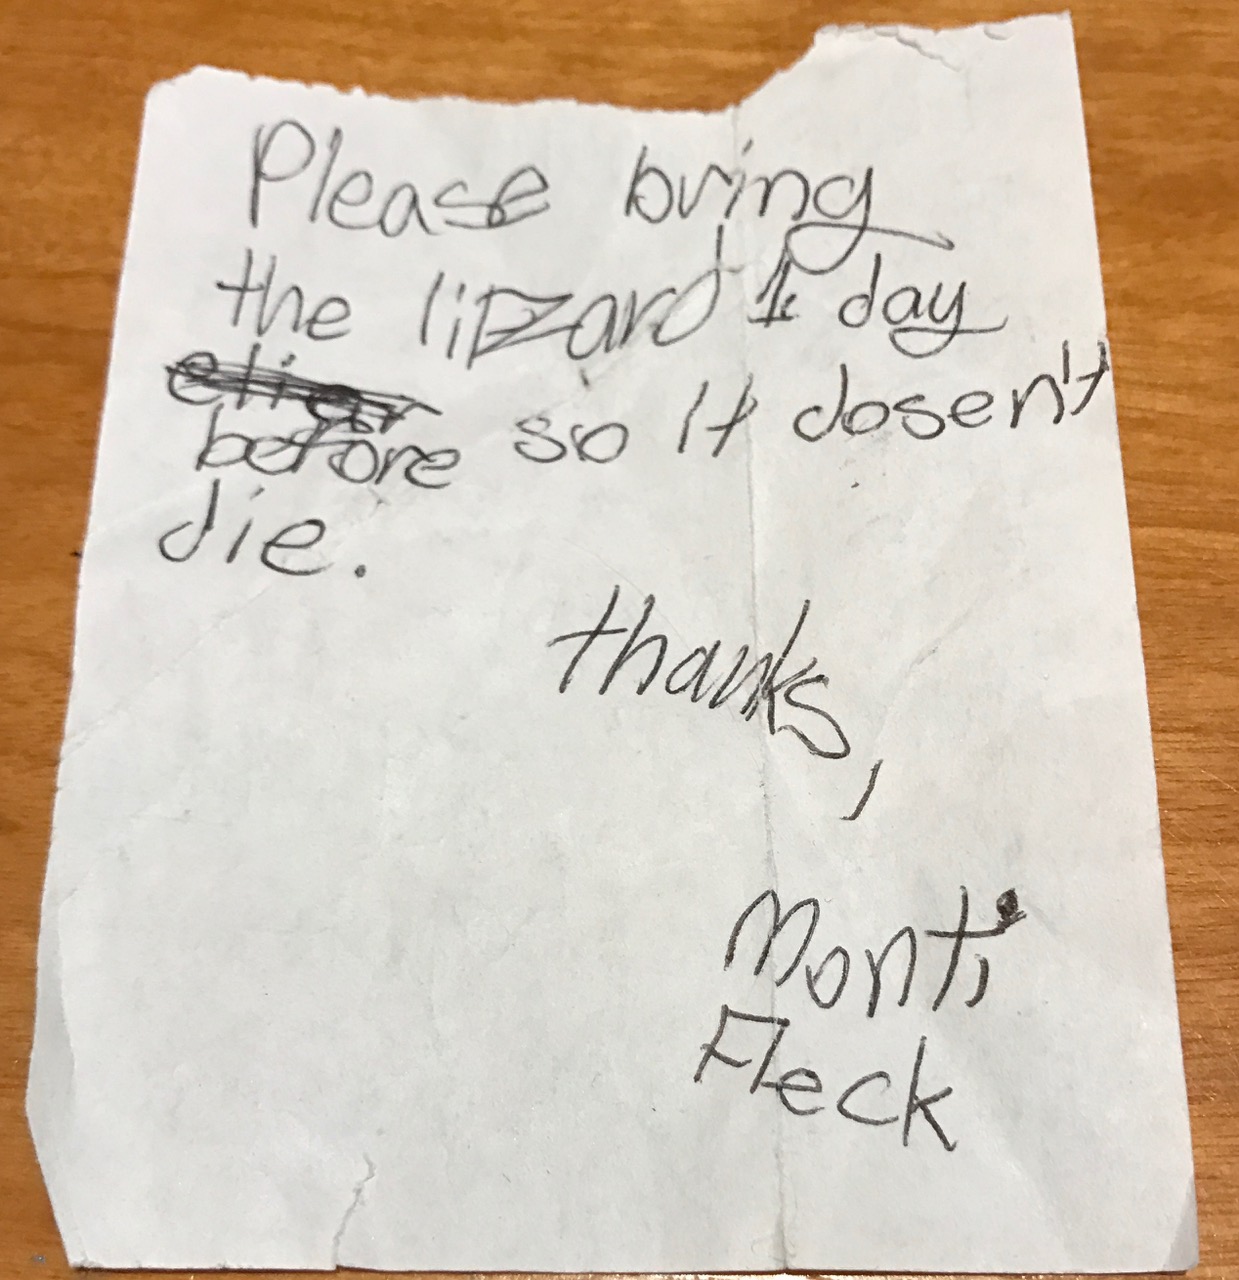 Please bring
the lizard 1 day
before so it dosen't
die.
thanks,
Monti
Fleck